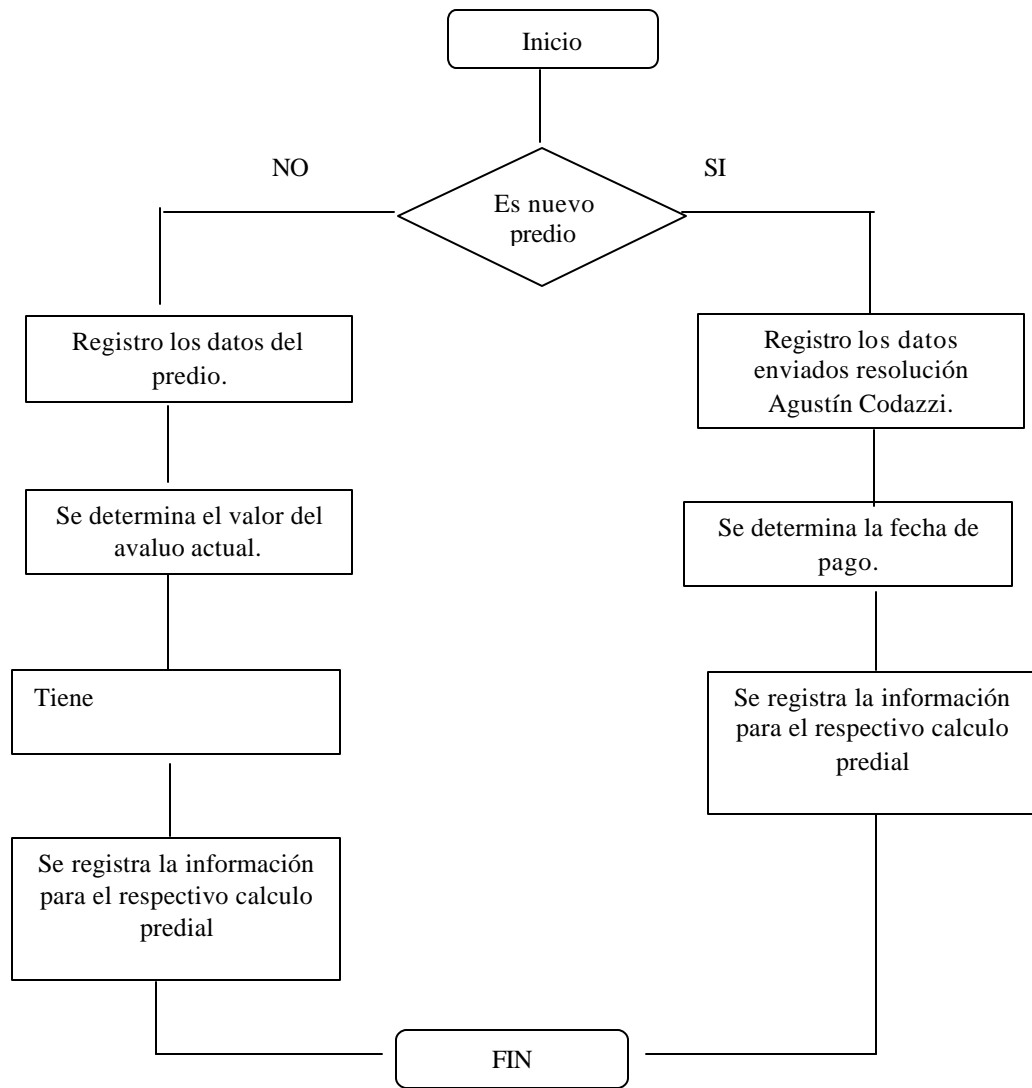 Inicio
NO
SI
Es nuevo
predio
Registro los datos del
predio.
Registro los datos
enviados resolución
Agustín Codazzi.
Se determina el valor del
avaluo actual.
Se determina la fecha de
pago.
Tiene
Se registra la información
para el respectivo calculo
predial
Se registra la información
para el respectivo calculo
predial
FIN